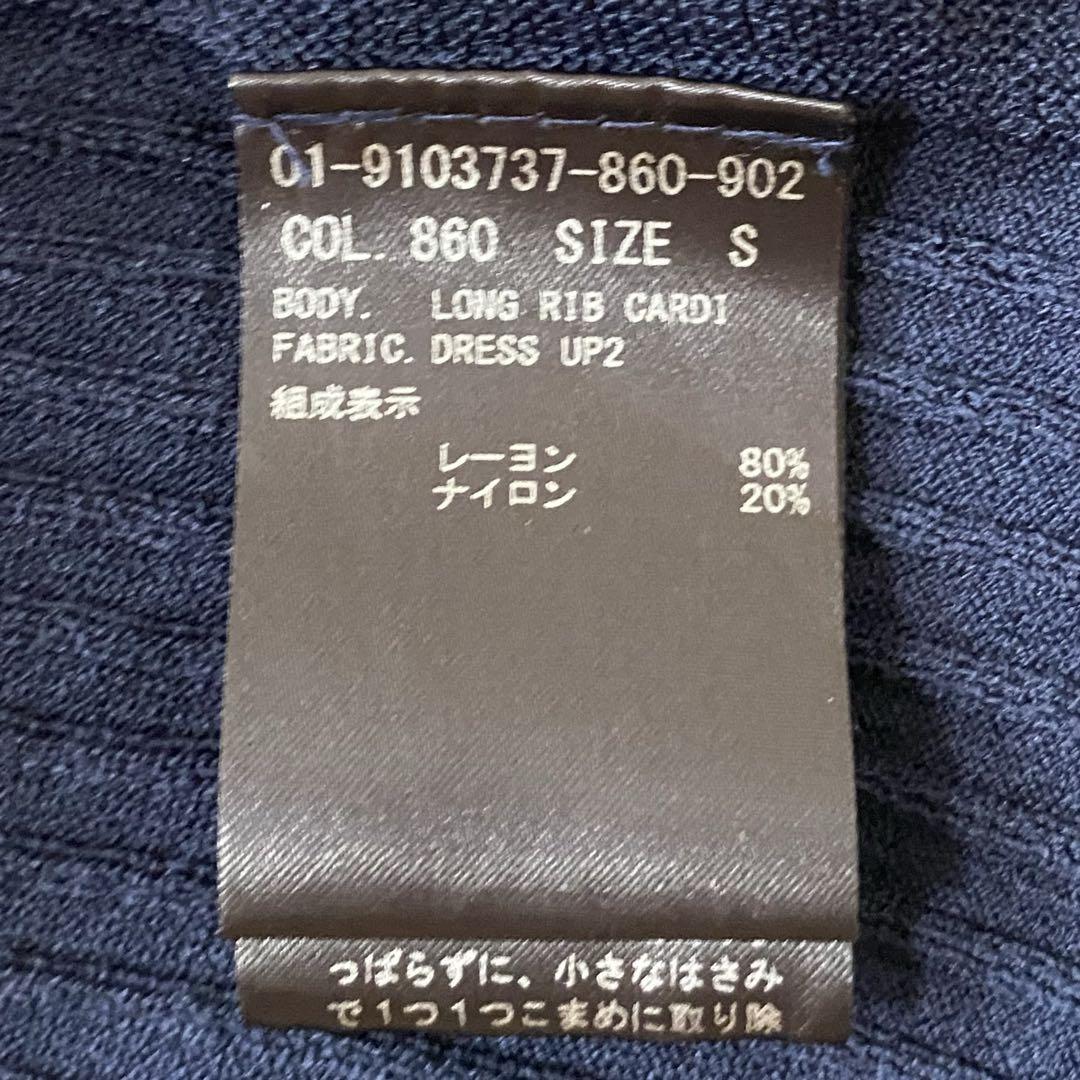 01-9103737-860-902
COL. 860 SIZE S
BODY. LONG RIB CARDI
FABRIC. DRESS UP2
組成表示
レーヨン 80%
ナイロン 20%
っぱらずに、小さなはさみ
で1つ1つこまめに取り除